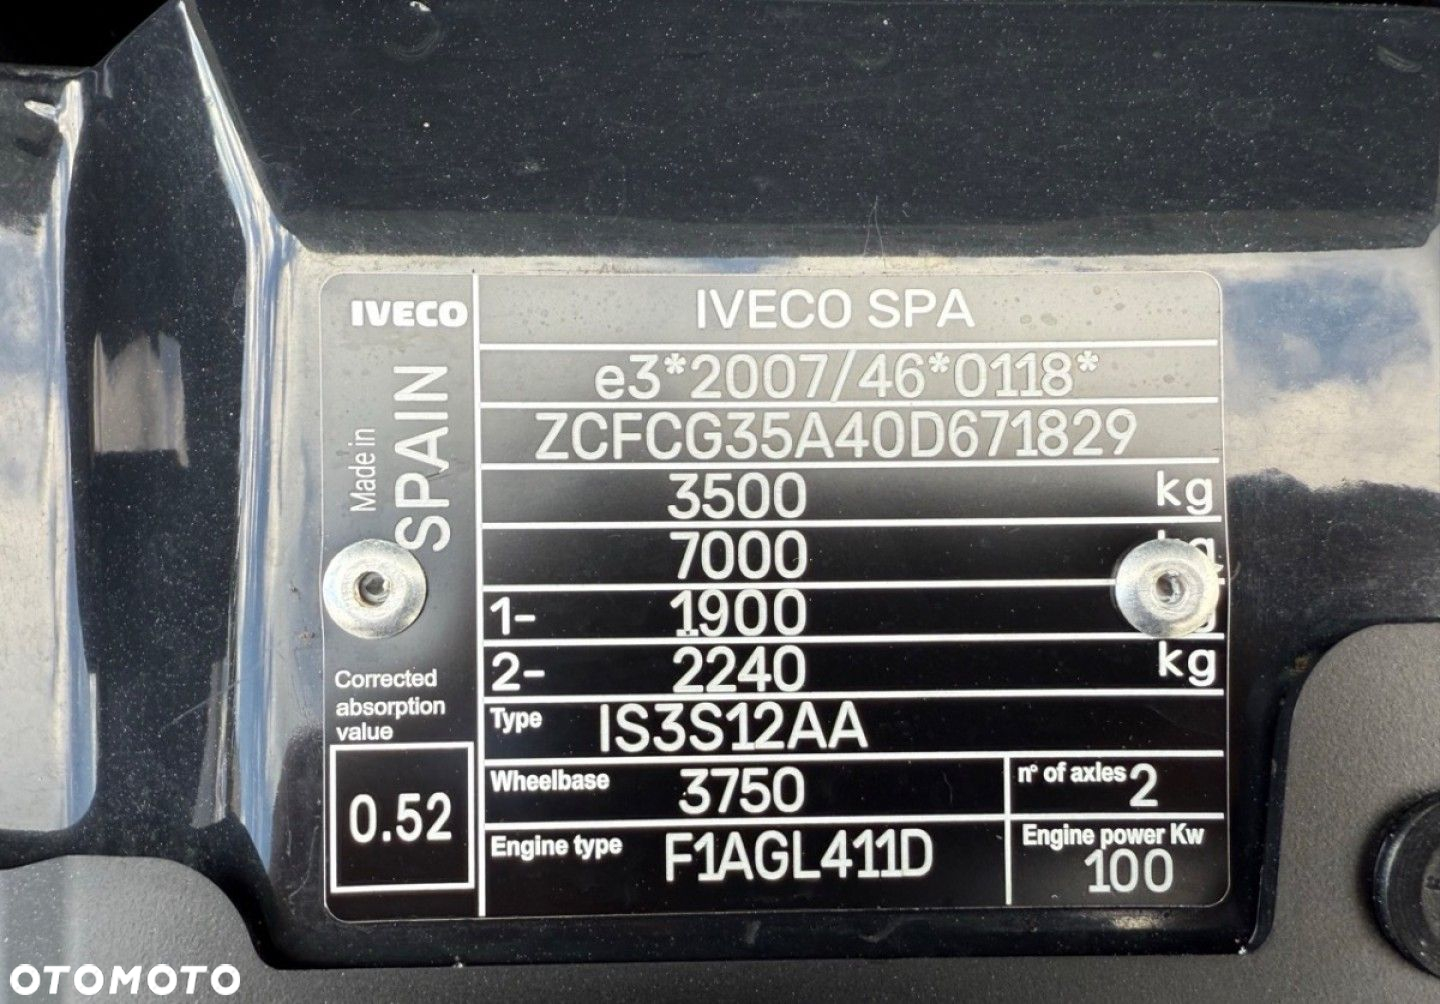 IVECO
IVECO SPA
e3*2007/46*0118*
ZCFCG35A40D671829
Made in
SPAIN
3500 kg
7000 kg
1- 1900
2- 2240 kg
Type IS3S12AA
Corrected
absorption
value
0.52
Wheelbase 3750
n° of axles 2
Engine type F1AGL411D
Engine power Kw
100
OTOMOTO